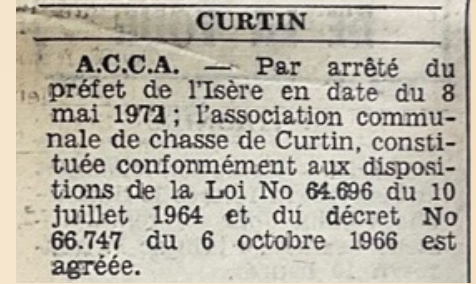 CURTIN
A.C.C.A. — Par arrêté du
préfet de l'Isère en date du 8
mai 1972 ; l'association commu-
nale de chasse de Curtin, consti-
tuée conformément aux disposi-
tions de la Loi No 64.696 du 10
juillet 1964 et du décret No
66.747 du 6 octobre 1966 est
agréée.